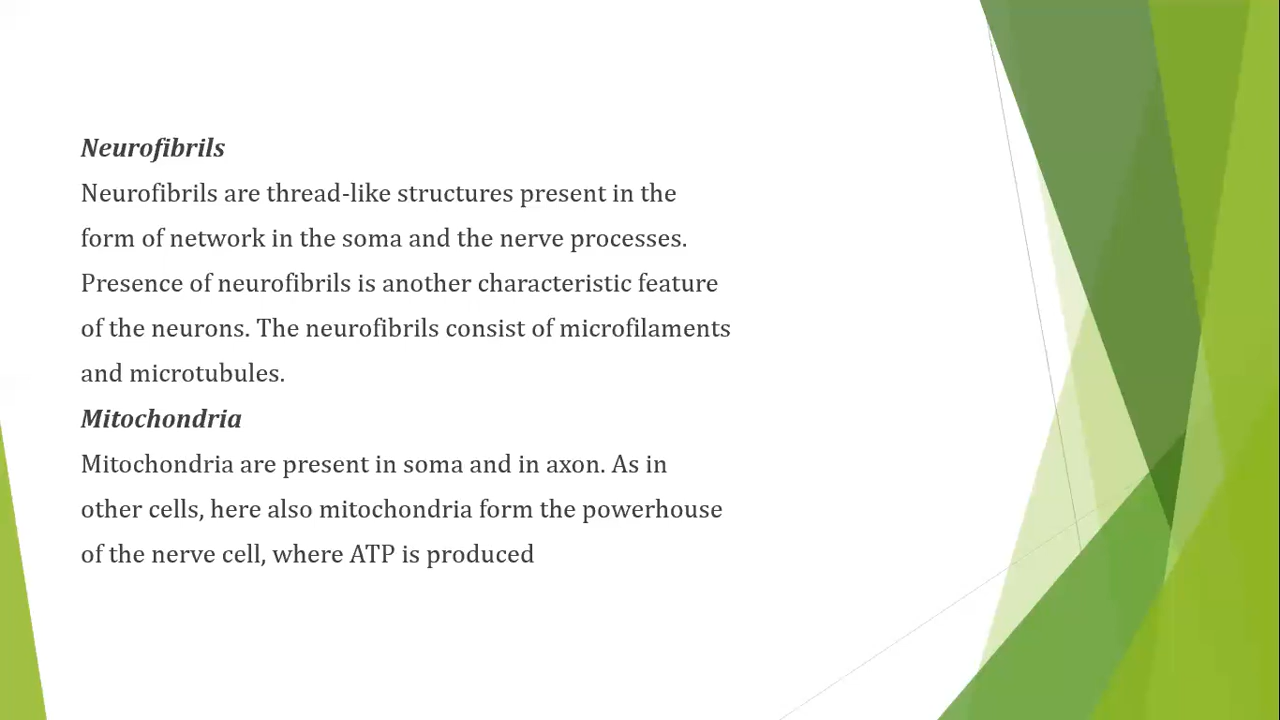 Neurofibrils
Neurofibrils are thread-like structures present in the
form of network in the soma and the nerve processes.
Presence of neurofibrils is another characteristic feature
of the neurons. The neurofibrils consist of microfilaments
and microtubules.
Mitochondria
Mitochondria are present in soma and in axon. As in
other cells, here also mitochondria form the powerhouse
of the nerve cell, where ATP is produced